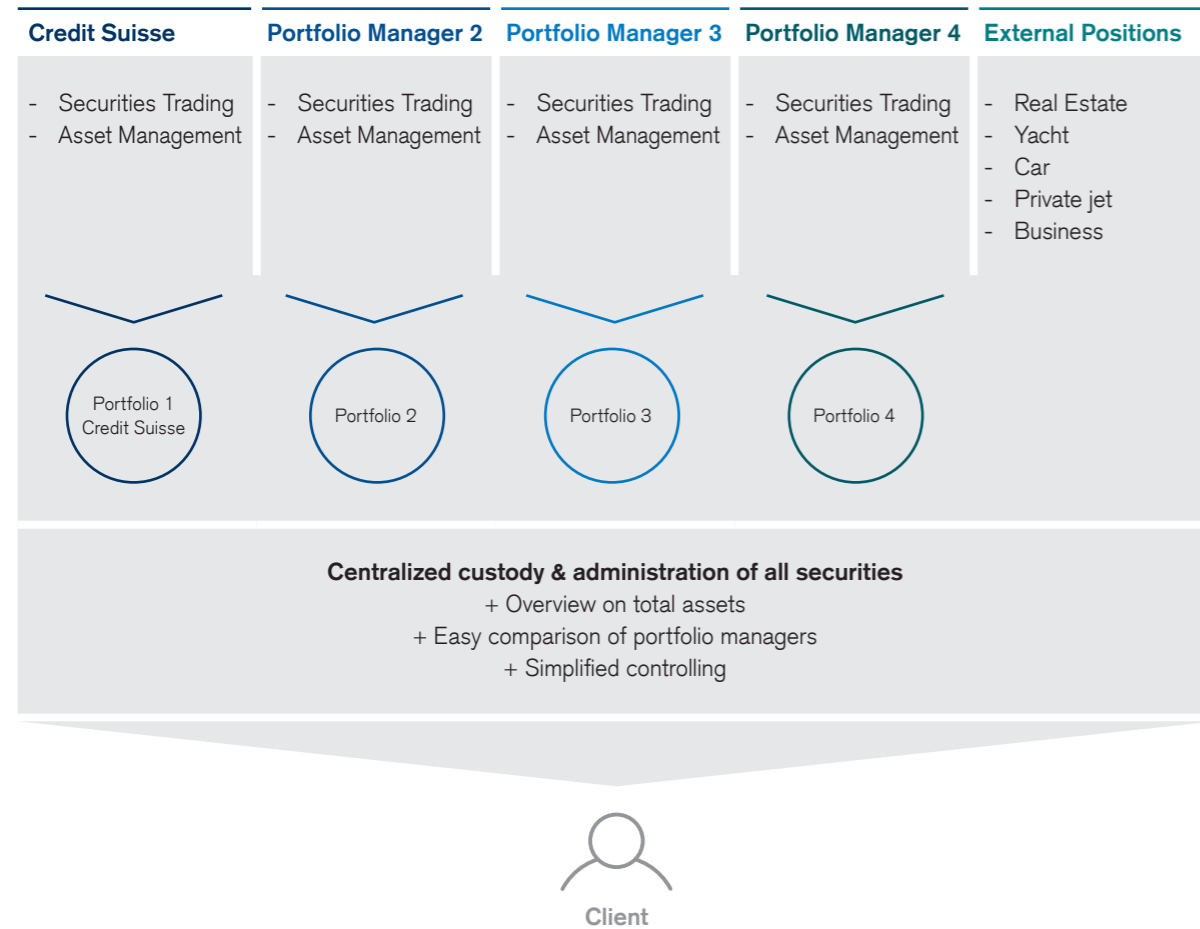 Credit Suisse
- Securities Trading
- Asset Management
Portfolio Manager 2
- Securities Trading
- Asset Management
Portfolio Manager 3
- Securities Trading
- Asset Management
Portfolio Manager 4
- Securities Trading
- Asset Management
External Positions
- Real Estate
- Yacht
- Car
- Private jet
- Business
Portfolio 1
Credit Suisse
Portfolio 2
Portfolio 3
Portfolio 4
Centralized custody & administration of all securities
+ Overview on total assets
+ Easy comparison of portfolio managers
+ Simplified controlling
Client